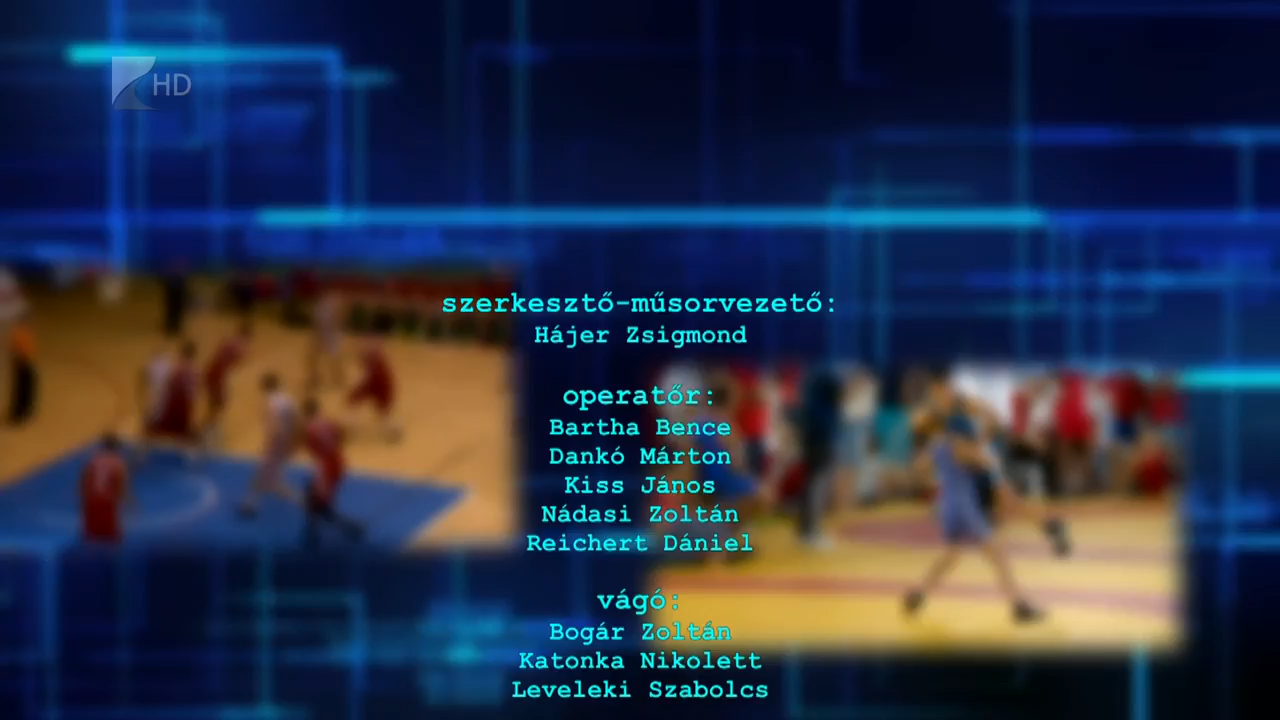 HD
szerkesztő-műsorvezető:
Hájer Zsigmond
operatőr:
Bartha Bence
Dankó Márton
Kiss János
Nádasi Zoltán
Reichert Dániel
vágó:
Bogár Zoltán
Katonka Nikolett
Leveleki Szabolcs